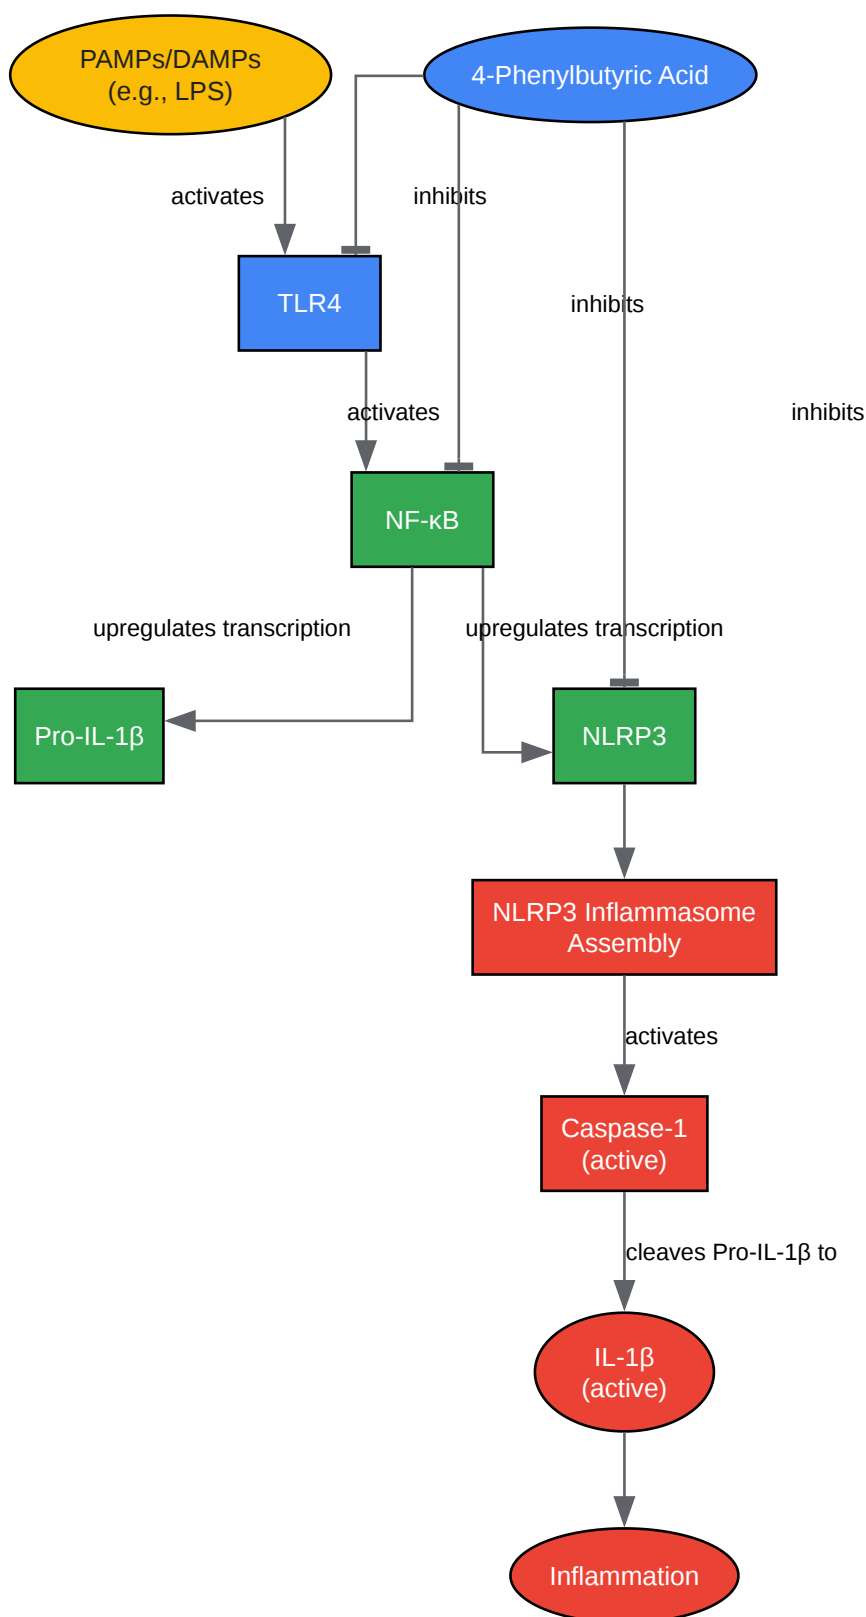 PAMPs/DAMPs
(e.g., LPS)
4-Phenylbutyric Acid
activates
inhibits
TLR4
inhibits
activates
inhibits
NF-κB
upregulates transcription
upregulates transcription
Pro-IL-1β
NLRP3
NLRP3 Inflammasome
Assembly
activates
Caspase-1
(active)
cleaves Pro-IL-1β to
IL-1β
(active)
Inflammation